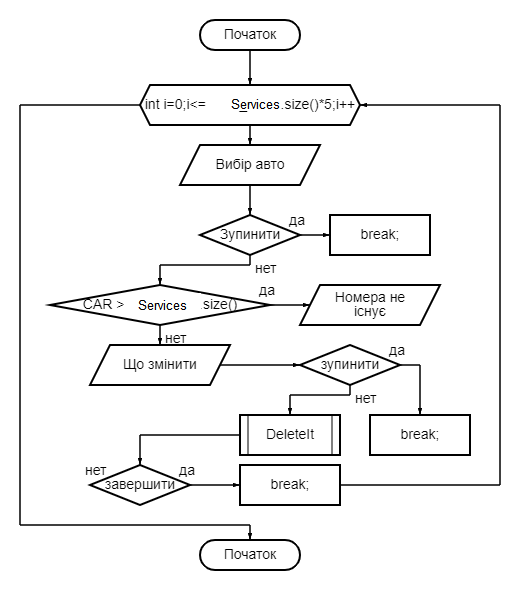 Початок
int i=0;i<= Services.size()*5;i++
Вибір авто
Зупинити
да
break;
нет
CAR > Services .size()
да
Номера не
існує
нет
Що змінити
зупинити
да
нет
DeleteIt
break;
нет
завершити
да
break;
Початок